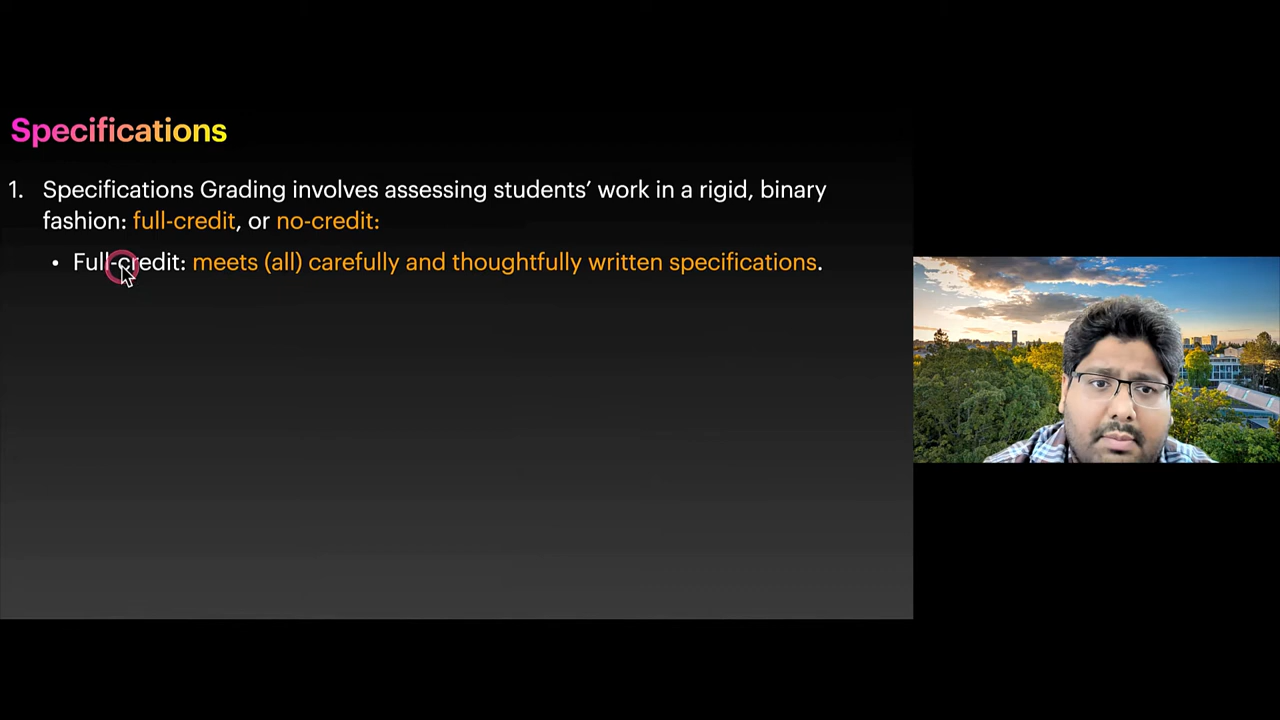 Specifications
1. Specifications Grading involves assessing students’ work in a rigid, binary
fashion: full-credit, or no-credit:
• Full-credit: meets (all) carefully and thoughtfully written specifications.